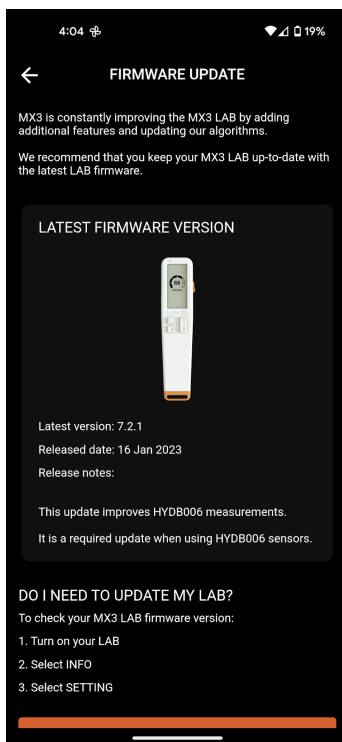 4:04
19%
FIRMWARE UPDATE
MX3 is constantly improving the MX3 LAB by adding
additional features and updating our algorithms.
We recommend that you keep your MX3 LAB up-to-date with
the latest LAB firmware.
LATEST FIRMWARE VERSION
68
Latest version: 7.2.1
Released date: 16 Jan 2023
Release notes:
This update improves HYDB006 measurements.
It is a required update when using HYDB006 sensors.
DO I NEED TO UPDATE MY LAB?
To check your MX3 LAB firmware version:
1. Turn on your LAB
2. Select INFO
3. Select SETTING